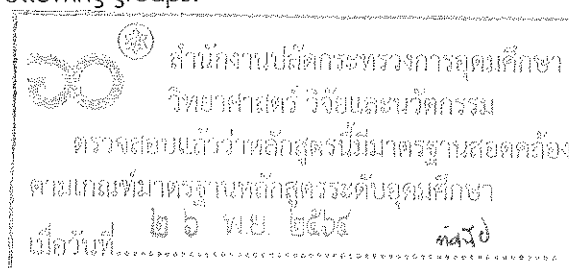 สำนักงานปลัดกระทรวงการอุดมศึกษา
วิทยาศาสตร์ วิจัยและนวัตกรรม
ตรวจสอบแล้วว่าหลักสูตรนี้มีมาตรฐานสอดคล้อง
ตามเกณฑ์มาตรฐานหลักสูตรระดับอุดมศึกษา
เมื่อวันที่ ๒ ๖ พ.ย. ๒๕๖๔